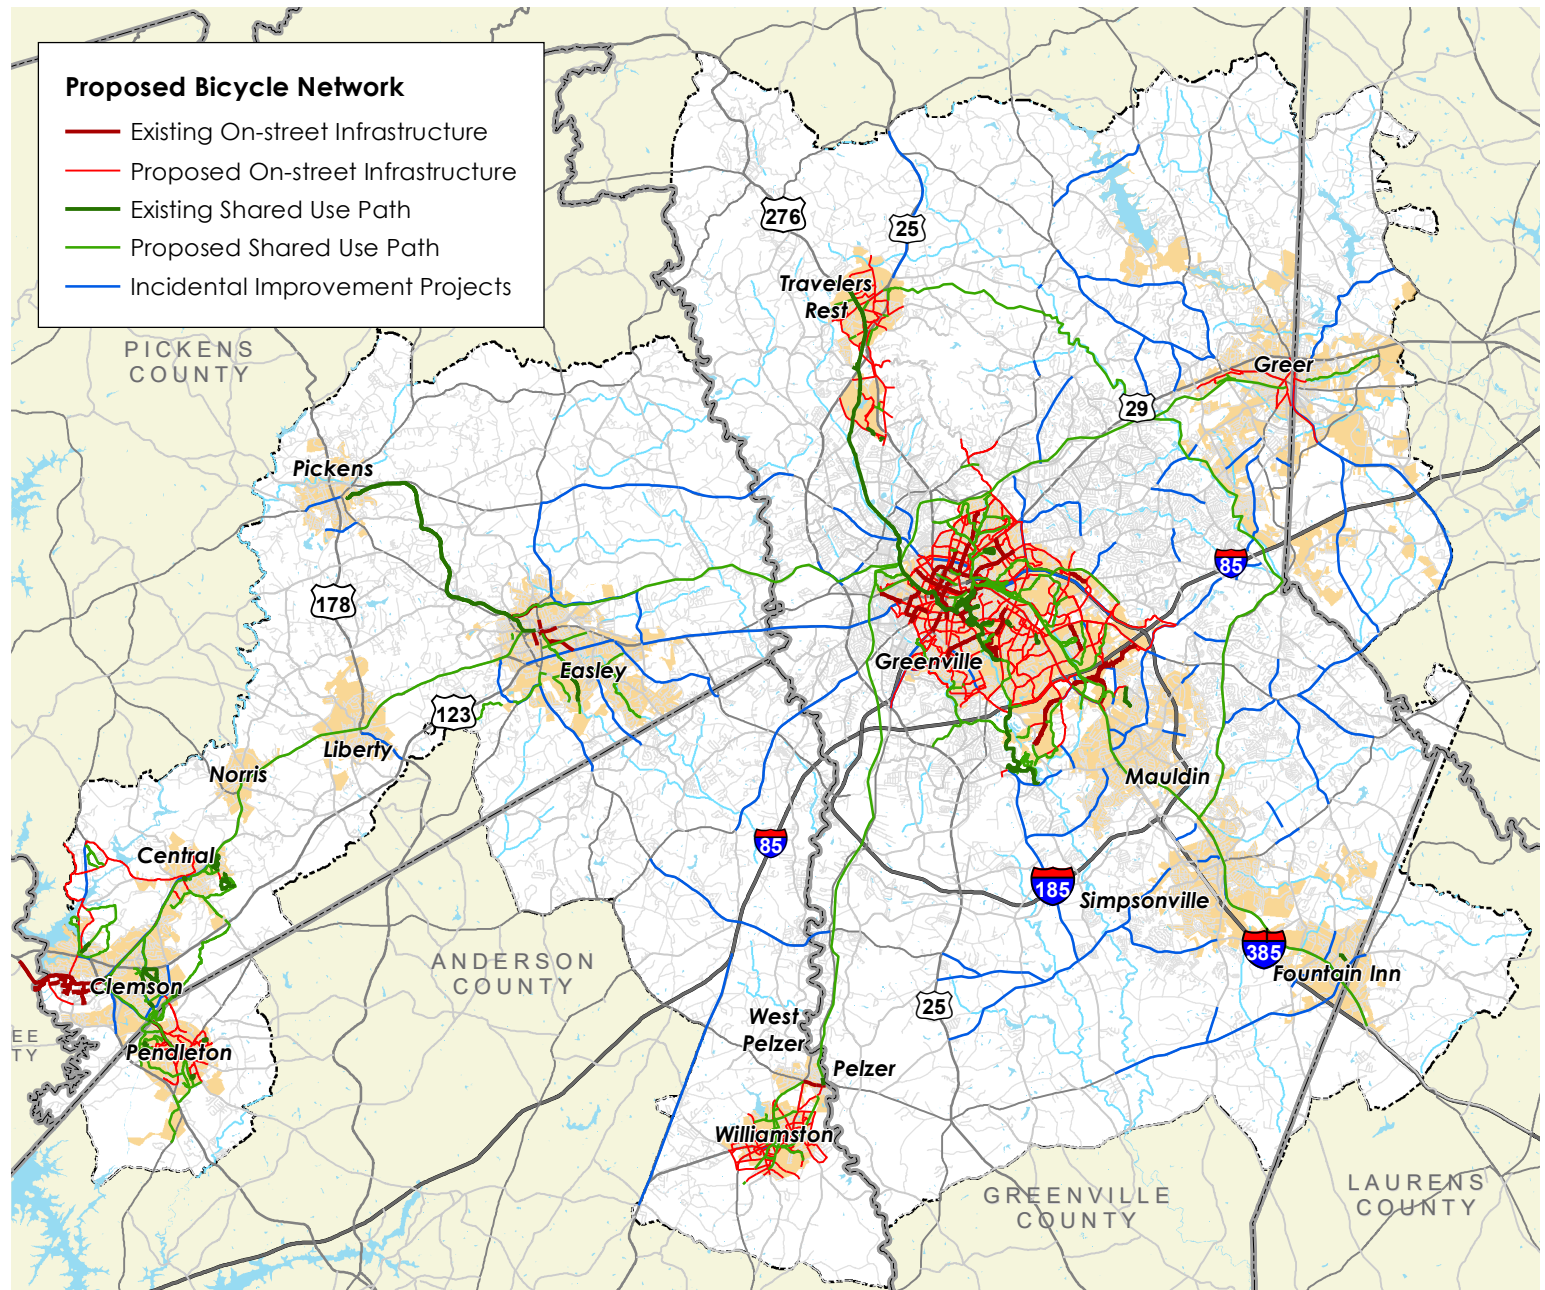 Proposed Bicycle Network
Existing On-street Infrastructure
Proposed On-street Infrastructure
Existing Shared Use Path
Proposed Shared Use Path
Incidental Improvement Projects
PICKENS
COUNTY
276
25
Travelers
Rest
Greer
29
Pickens
85
178
Easley
Greenville
123
Liberty
Norris
Mauldin
85
Central
185
Simpsonville
385
Fountain Inn
ANDERSON
COUNTY
Clemson
25
West
Pelzer
EE
TY
Pendleton
Pelzer
Williamston
GREENVILLE
COUNTY
LAURENS
COUNTY